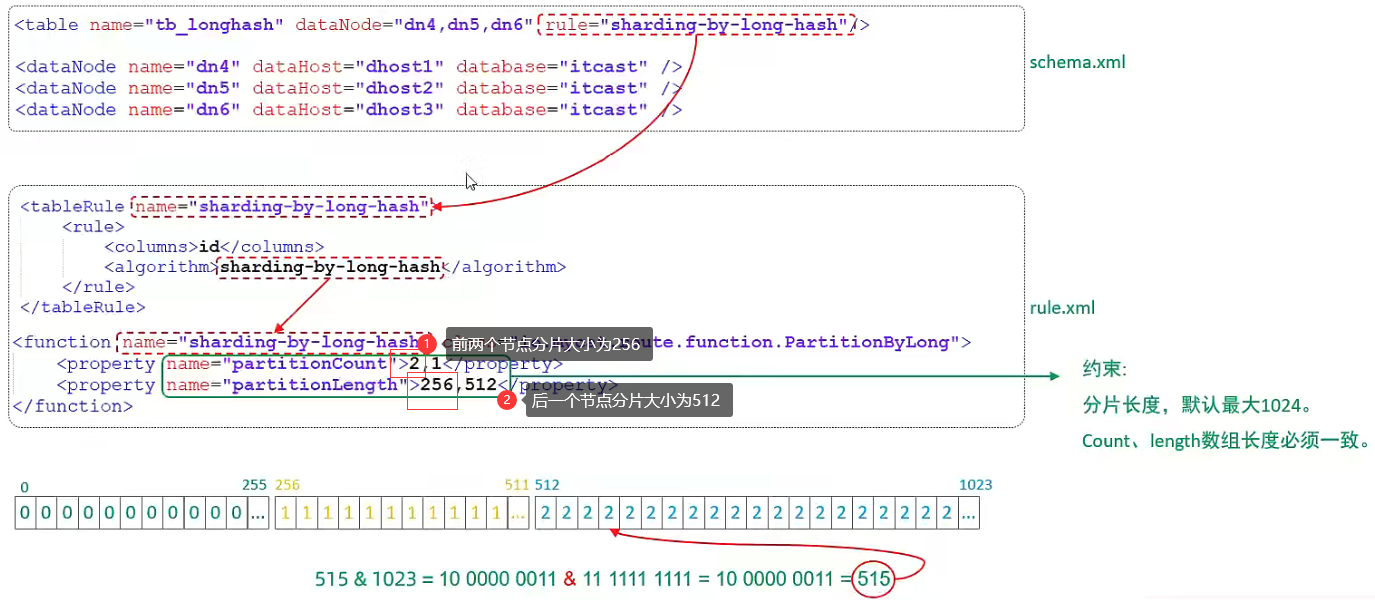 <table name="tb_longhash" dataNode="dn4,dn5,dn6" rule="sharding-by-long-hash"/>
<dataNode name="dn4" dataHost="dhost1" database="itcast" />
<dataNode name="dn5" dataHost="dhost2" database="itcast" />
<dataNode name="dn6" dataHost="dhost3" database="itcast" />
schema.xml
<tableRule name="sharding-by-long-hash"
<rule>
<columns>id</columns>
<algorithm>sharding-by-long-hash</algorithm>
</rule>
</tableRule>
rule.xml
<function name="sharding-by-long-hash function.PartitionByLong">
1 前两个节点分片大小为256
<property name="partitionCount">2,1</property>
<property name="partitionLength">256,512</property>
2 后一个节点分片大小为512
</function>
约束:
分片长度，默认最大1024。
Count、length数组长度必须一致。
0 255 256 511 512 1023
0 0 0 0 0 0 0 0 0 0 0 ... 1 1 1 1 1 1 1 1 1 1 1 ... 2 2 2 2 2 2 2 2 2 2 2 2 2 2 2 2 2 2 2 2 ...
515 & 1023 = 10 0000 0011 & 11 1111 1111 = 10 0000 0011 = 515